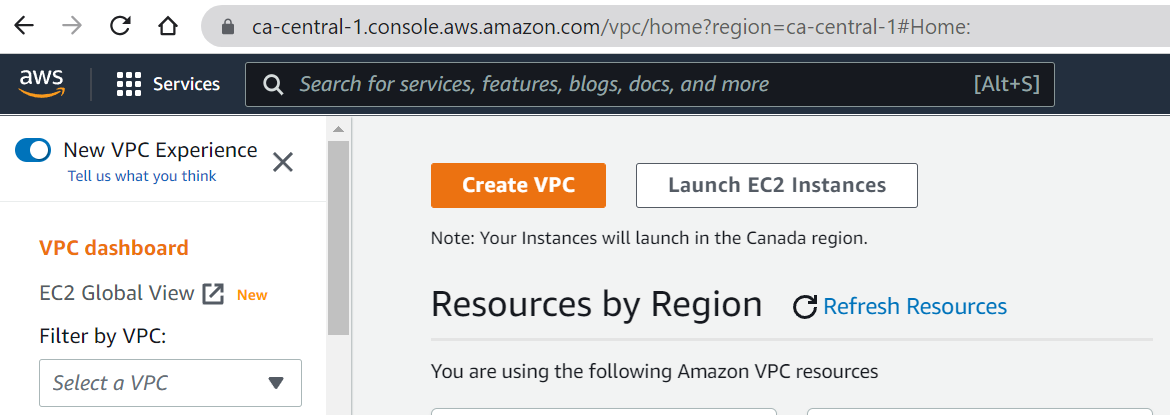 ca-central-1.console.aws.amazon.com/vpc/home?region=ca-central-1#Home:
aws
Services
Search for services, features, blogs, docs, and more
[Alt+S]
New VPC Experience
Tell us what you think
VPC dashboard
EC2 Global View New
Filter by VPC:
Select a VPC
Create VPC
Launch EC2 Instances
Note: Your Instances will launch in the Canada region.
Resources by Region
Refresh Resources
You are using the following Amazon VPC resources